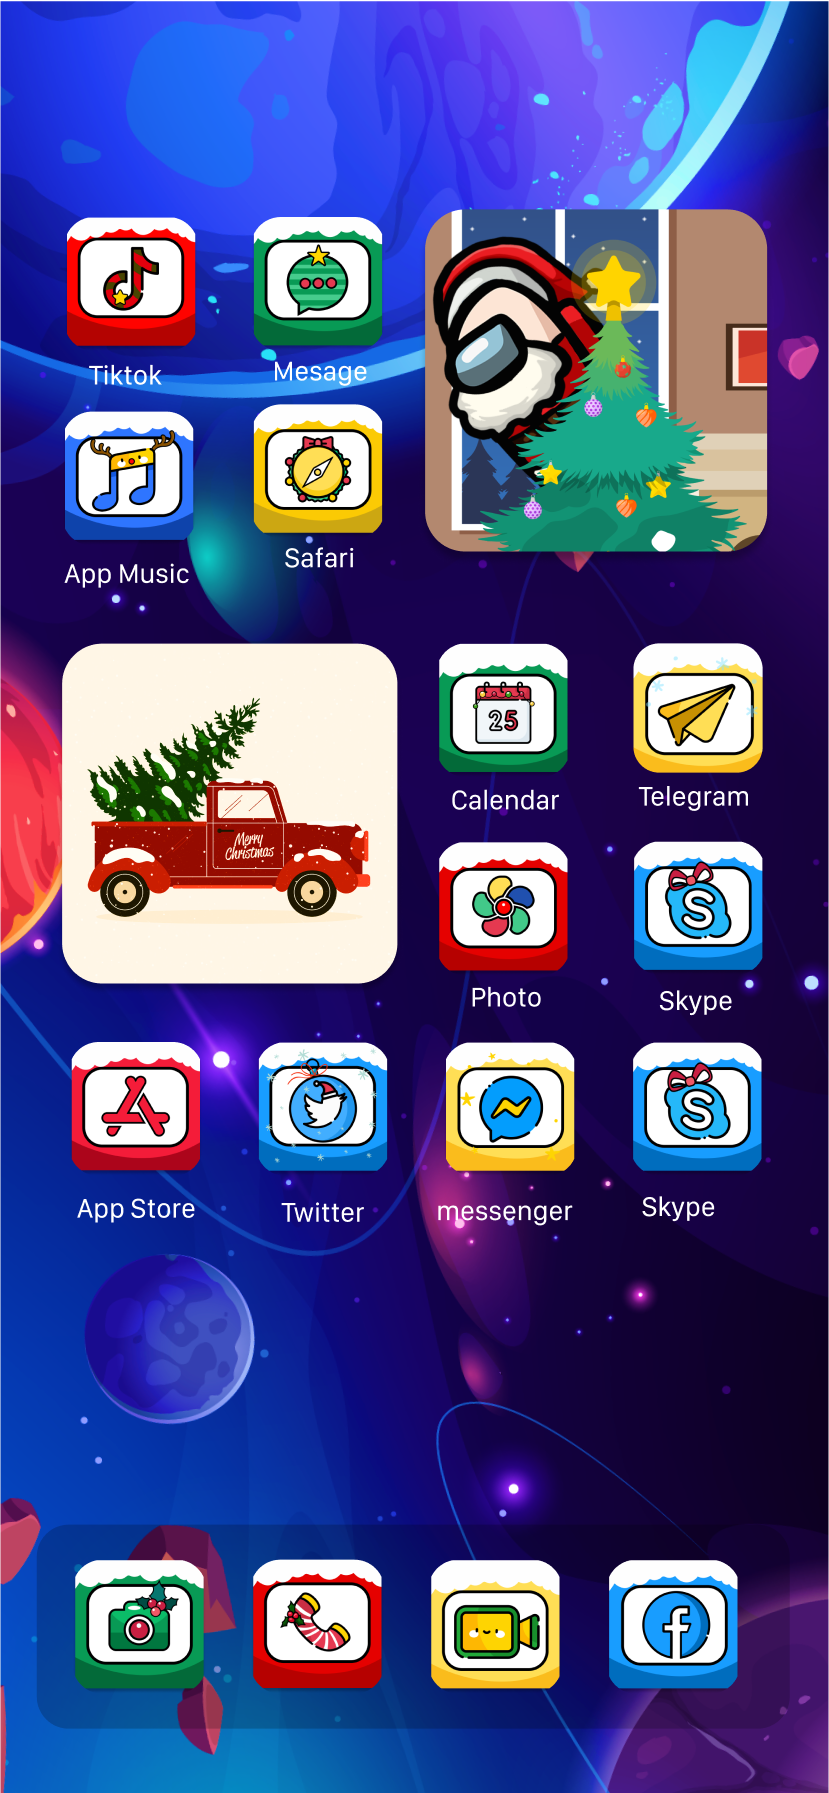 Tiktok
Mesage
App Music
Safari
25
Calendar
Telegram
Merry
Christmas
Photo
S
Skype
App Store
Twitter
messenger
S
Skype
f